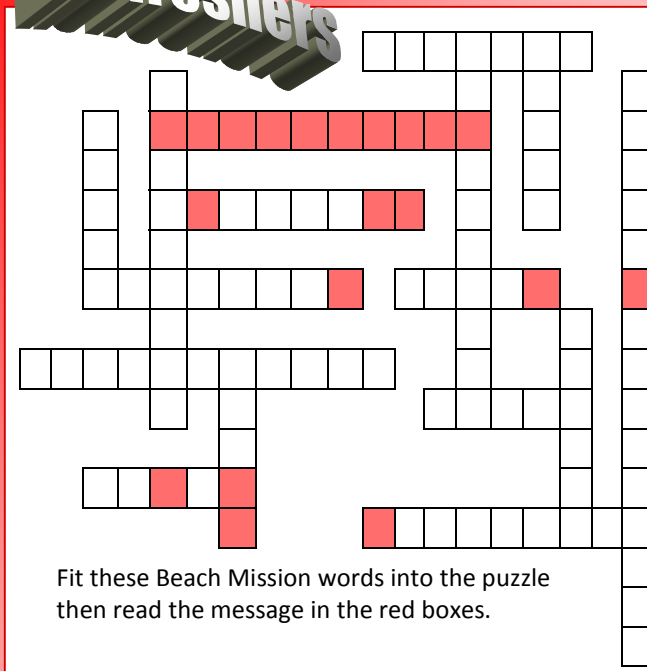 Fit these Beach Mission words into the puzzle
then read the message in the red boxes.